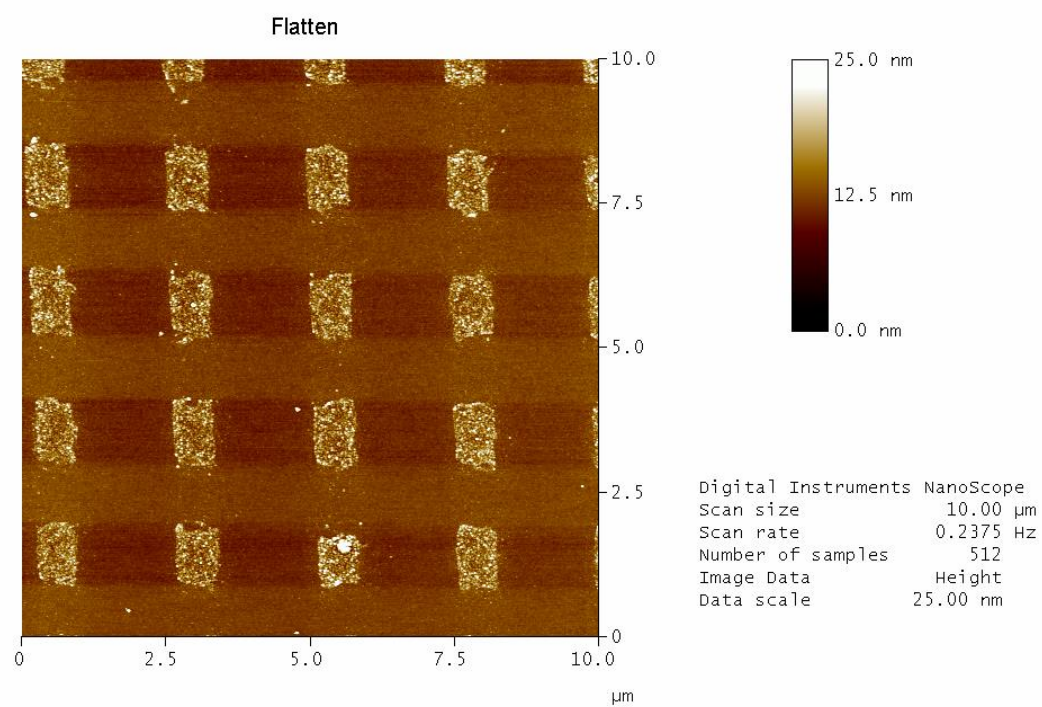 Flatten
10.0
7.5
5.0
2.5
0
0 2.5 5.0 7.5 10.0
µm
25.0 nm
12.5 nm
0.0 nm
Digital Instruments NanoScope
Scan size 10.00 µm
Scan rate 0.2375 Hz
Number of samples 512
Image Data Height
Data scale 25.00 nm